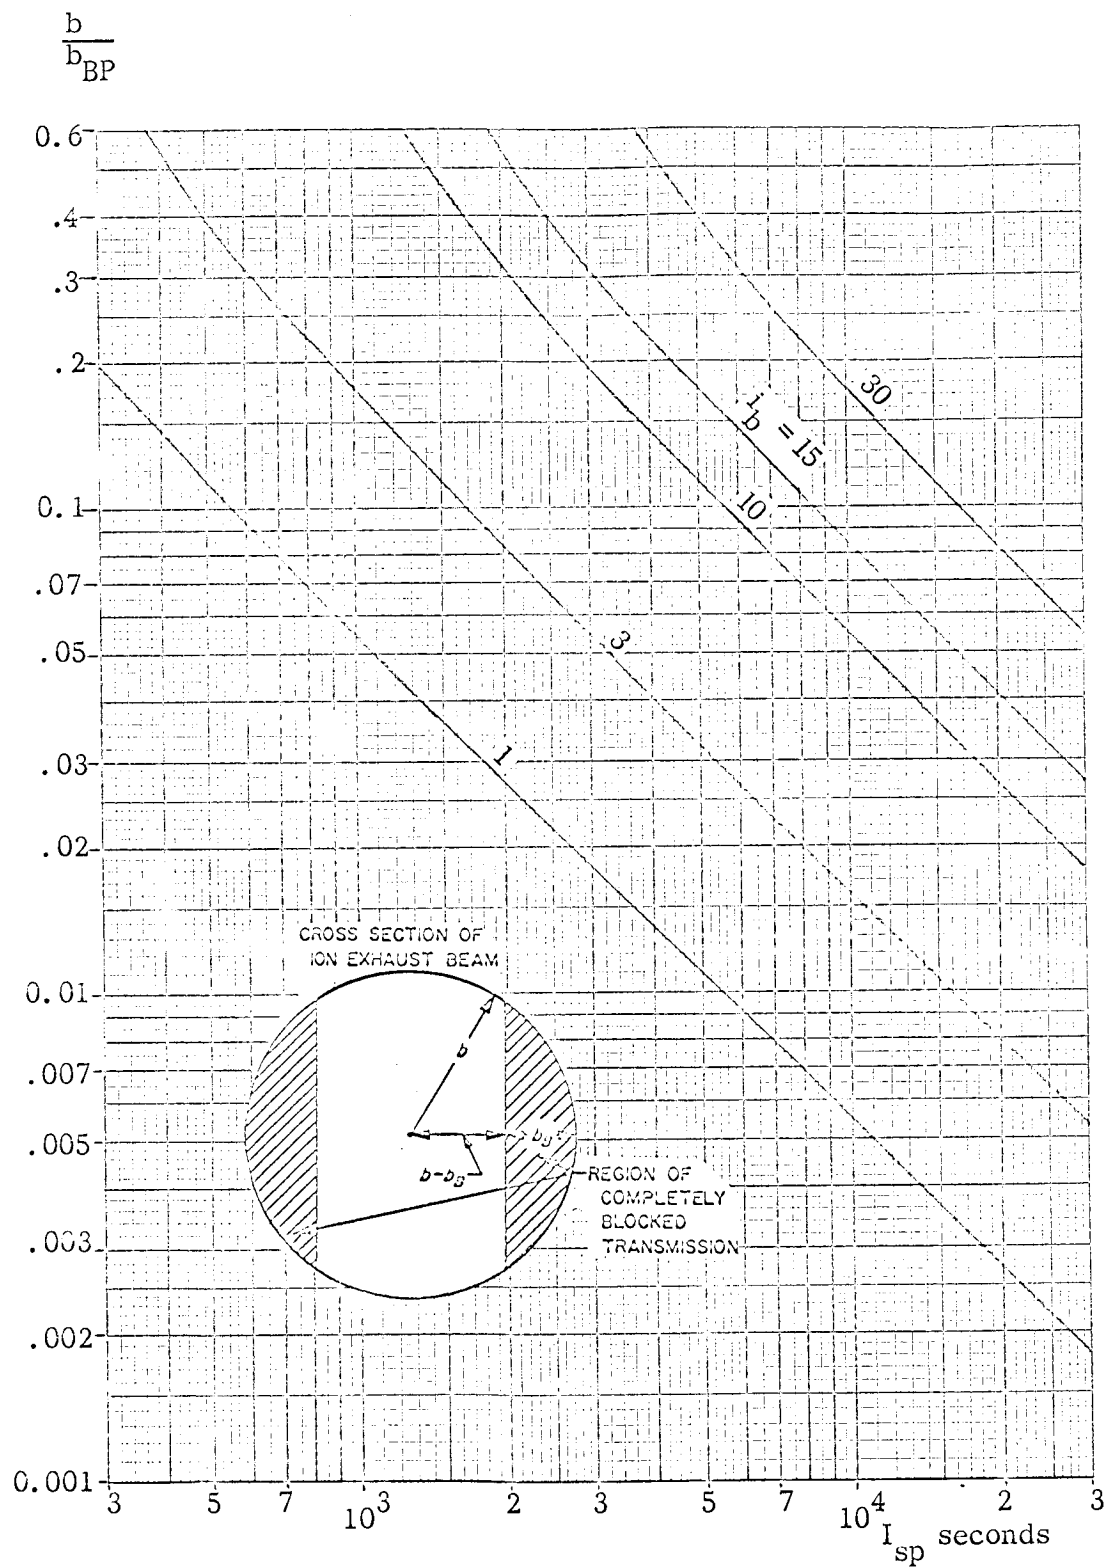 b
b_BP
0.6
.4
.3
.2
0.1
.07
.05
.03
.02
0.01
.007
.005
.003
.002
0.001
30
i_b = 15
10
3
1
CROSS SECTION OF
ION EXHAUST BEAM
b
b_B
b-b_B
REGION OF
COMPLETELY
BLOCKED
TRANSMISSION
3 5 7 10^3 2 3 5 7 10^4 2 3
I_sp seconds